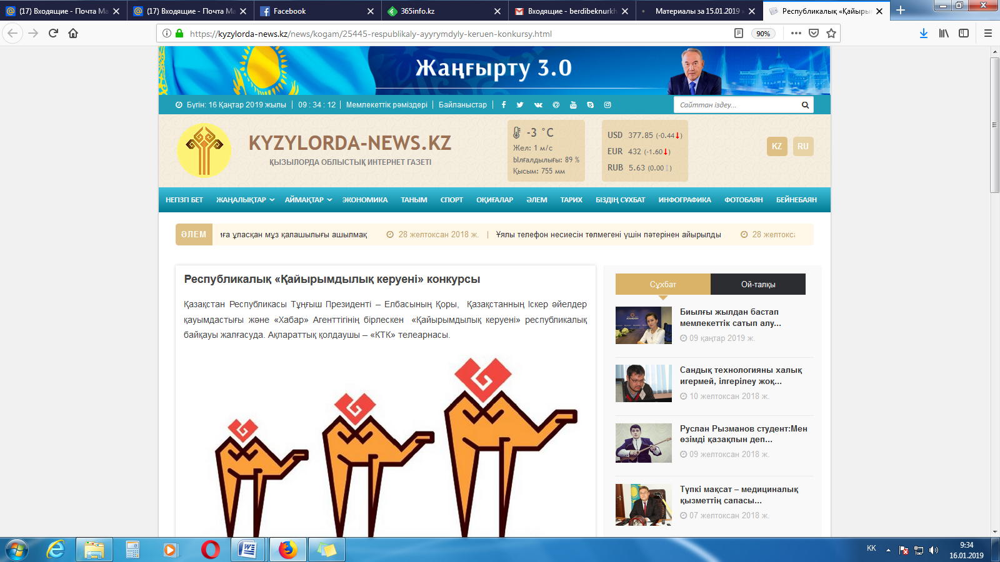 (17) Входящие - Почта Ma
(17) Входящие - Почта Ma
Facebook
365info.kz
Входящие - berdibeknurkh
Материалы за 15.01.2019
Республикалық «Қайыры
https://kyzylorda-news.kz/news/kogam/25445-respublikaly-ayyrymdyly-keruen-konkursy.html
90%
Жаңғырту 3.0
Бүгін: 16 Қаңтар 2019 жылы | 09 : 34 : 12 | Мемлекеттік рәміздері | Байланыстар |
Сайттан іздеу...
KYZYLORDA-NEWS.KZ
ҚЫЗЫЛОРДА ОБЛЫСТЫҚ ИНТЕРНЕТ ГАЗЕТІ
-3 °C
Жел: 1 м/с
Ылғалдылығы: 89 %
Қысым: 755 мм
USD 377.85 (-0.44)
EUR 432 (-1.60)
RUB 5.63 (0.00)
KZ RU
НЕГІЗГІ БЕТ ЖАҢАЛЫҚТАР АЙМАҚТАР ЭКОНОМИКА ТАНЫМ СПОРТ ОҚИҒАЛАР ӘЛЕМ ТАРИХ БІЗДІҢ СҰХБАТ ИНФОГРАФИКА ФОТОБАЯН БЕЙНЕБАЯН
ӘЛЕМ
ға ұласқан мұз қалашылығы ашылмақ 28 желтоксан 2018 ж. | Ұялы телефон несиесін төлмегені үшін пәтерінен айырылды 28 желтокса
Республикалық «Қайырымдылық керуені» конкурсы
Қазақстан Республикасы Тұңғыш Президенті – Елбасының Қоры, Қазақстанның Іскер әйелдер
қауымдастығы және «Хабар» Агенттігінің бірлескен «Қайырымдылық керуені» республикалық
байқауы жалғасуда. Ақпараттық қолдаушы – «КТК» телеарнасы.
Сұхбат
Ой-талқы
Биылғы жылдан бастап
мемлекеттік сатып алу...
09 қаңтар 2019 ж.
Сандық технологияны халық
игермей, ілгерілеу жоқ...
10 желтоксан 2018 ж.
Руслан Рызманов студент:Мен
өзімді қазақпын деп...
09 желтоксан 2018 ж.
Түпкі мақсат – медициналық
қызметтің сапасы...
07 желтоксан 2018 ж.
KK
9:34
16.01.2019